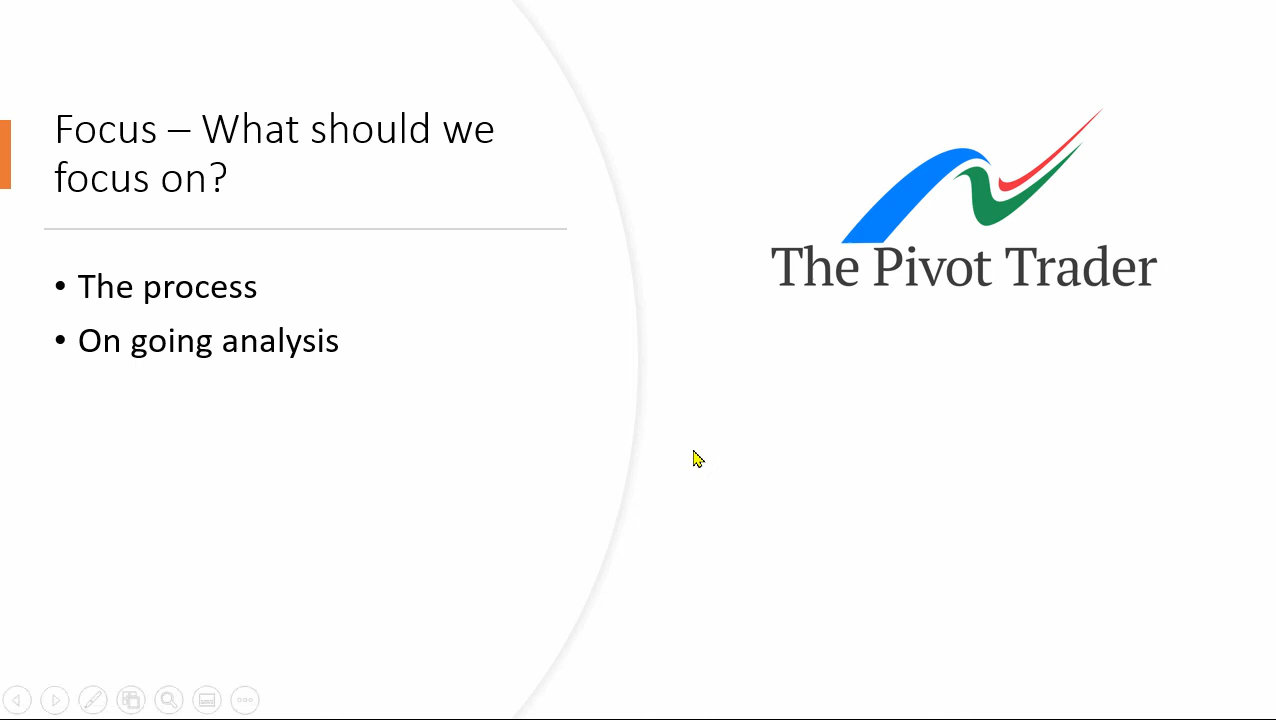 Focus – What should we
focus on?
• The process
• On going analysis
The Pivot Trader